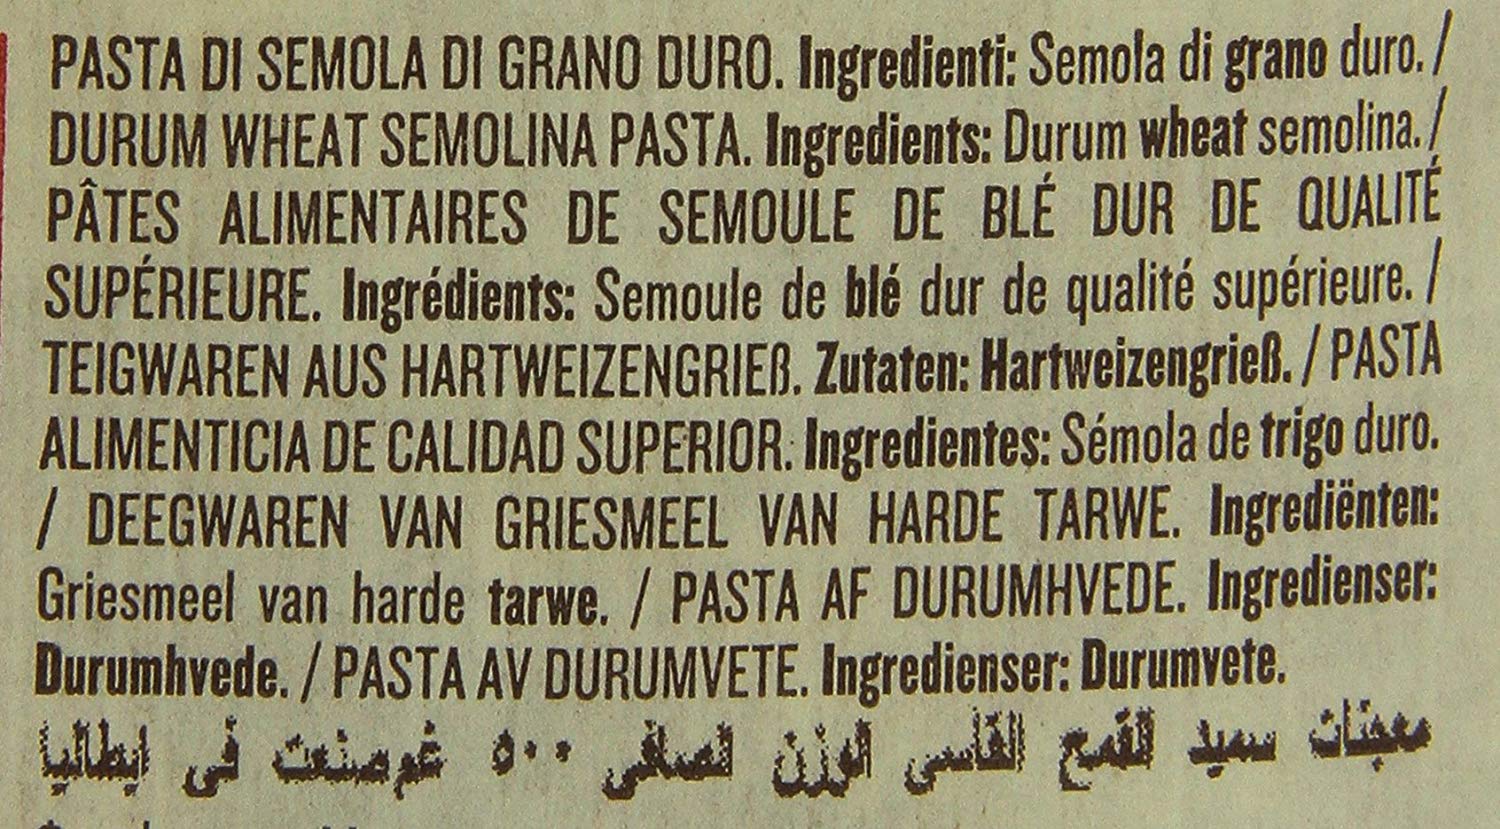 PASTA DI SEMOLA DI GRANO DURO. Ingredienti: Semola di grano duro. /
DURUM WHEAT SEMOLINA PASTA. Ingredients: Durum wheat semolina. /
PÂTES ALIMENTAIRES DE SEMOULE DE BLÉ DUR DE QUALITÉ
SUPÉRIEURE. Ingrédients: Semoule de blé dur de qualité supérieure. /
TEIGWAREN AUS HARTWEIZENGRIEß. Zutaten: Hartweizengrieß. / PASTA
ALIMENTICIA DE CALIDAD SUPERIOR. Ingredientes: Sémola de trigo duro.
/ DEEGWAREN VAN GRIESMEEL VAN HARDE TARWE. Ingrediënten:
Griesmeel van harde tarwe. / PASTA AF DURUMHVEDE. Ingredienser:
Durumhvede. / PASTA AV DURUMVETE. Ingredienser: Durumvete.
معجنات سميد القمح القاسى الوزن الصافى ٥٠٠ غم صنعت فى ايطاليا